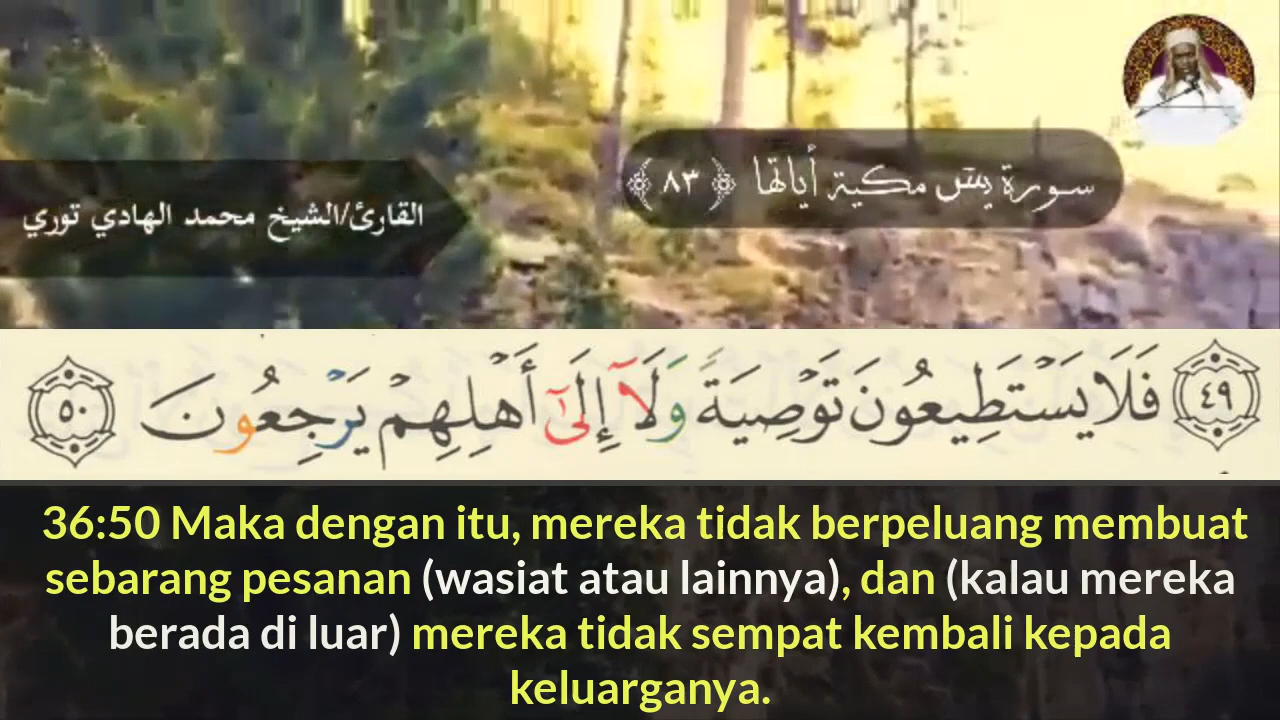 سورة يس مكية أياتها ﴿٨٣﴾
القارئ/الشيخ محمد الهادي توري
٤٩ فَلَا يَسْتَطِيعُونَ تَوْصِيَةً وَلَآ إِلَىٰٓ أَهْلِهِمْ يَرْجِعُونَ ٥٠
36:50 Maka dengan itu, mereka tidak berpeluang membuat
sebarang pesanan (wasiat atau lainnya), dan (kalau mereka
berada di luar) mereka tidak sempat kembali kepada
keluarganya.